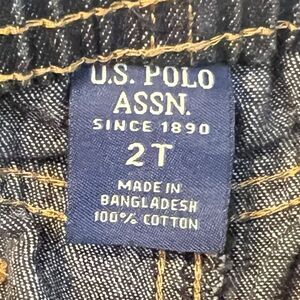 U.S. POLO
ASSN.
SINCE 1890
2T
MADE IN
BANGLADESH
100% COTTON